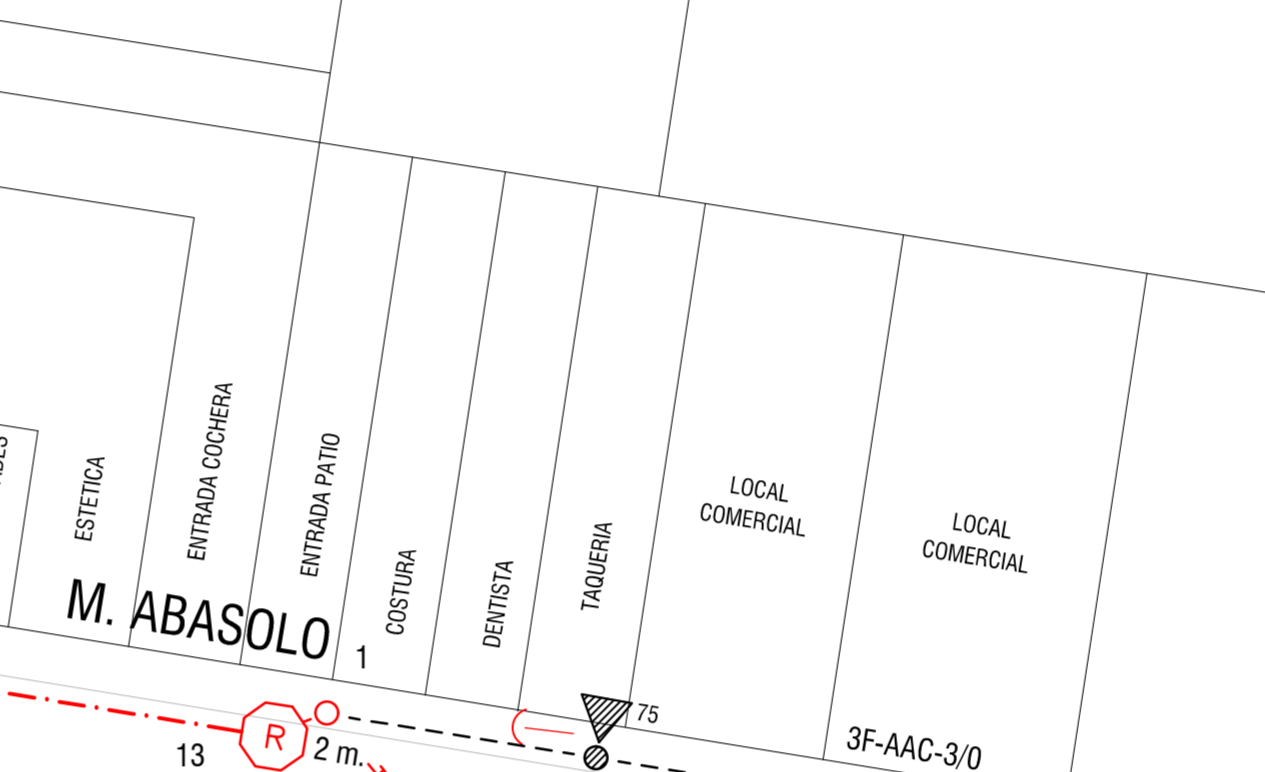 ESTETICA
ENTRADA COCHERA
ENTRADA PATIO
COSTURA
DENTISTA
TAQUERIA
LOCAL
COMERCIAL
LOCAL
COMERCIAL
M. ABASOLO
1
75
3F-AAC-3/0
R
13
2 m.